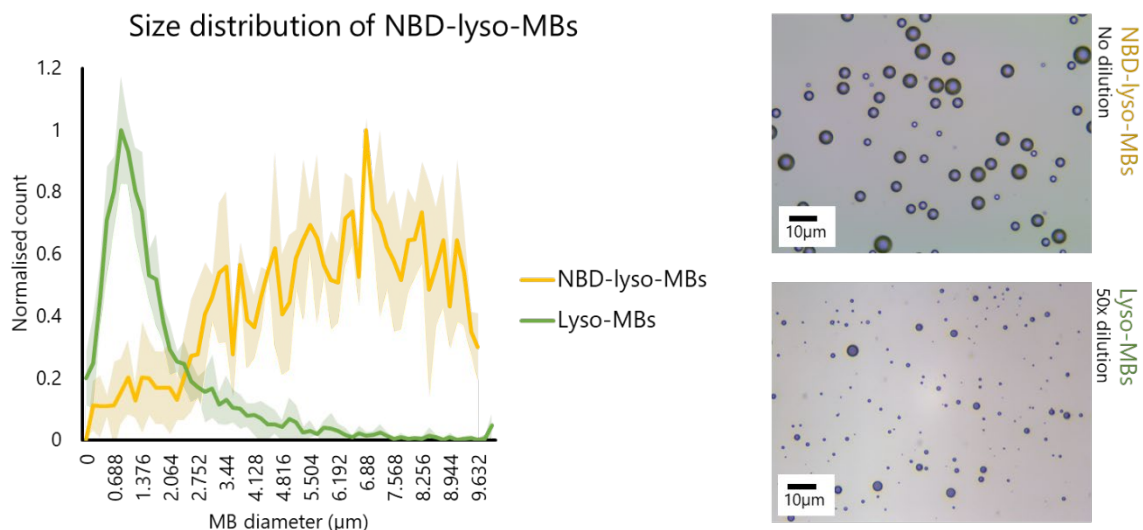 Size distribution of NBD-lyso-MBs
1.2
1
0.8
0.6
0.4
0.2
0
Normalised count
0
0.688
1.376
2.064
2.752
3.444
4.128
4.816
5.504
6.192
6.88
7.568
8.256
8.944
9.632
MB diameter (µm)
NBD-lyso-MBs
Lyso-MBs
NBD-lyso-MBs
No dilution
10µm
Lyso-MBs
50x dilution
10µm